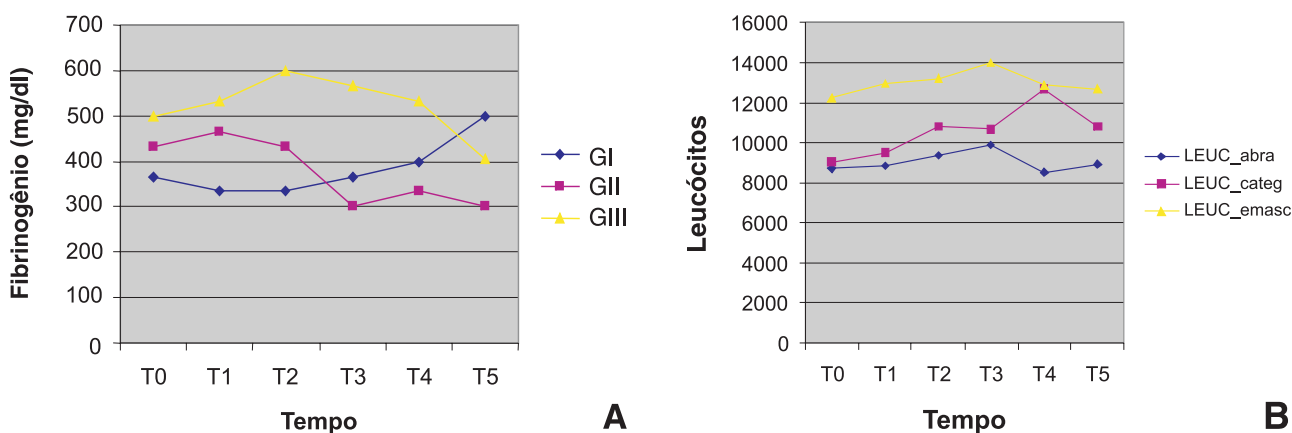 700
600
500
400
300
200
100
0
Fibrinogênio (mg/dl)
T0 T1 T2 T3 T4 T5
Tempo
GI
GII
GIII
A
16000
14000
12000
10000
8000
6000
4000
2000
0
Leucócitos
T0 T1 T2 T3 T4 T5
Tempo
LEUC_abra
LEUC_categ
LEUC_emasc
B